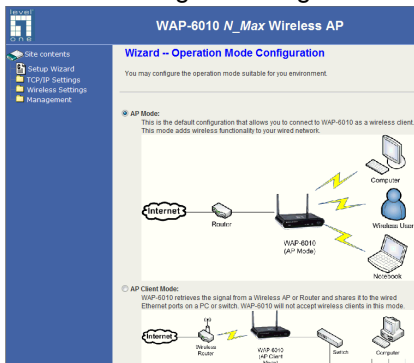 level
one
WAP-6010 N_Max Wireless AP
Site contents
Setup Wizard
TCP/IP Settings
Wireless Settings
Management
Wizard -- Operation Mode Configuration
You may configure the operation mode suitable for you environment.
AP Mode:
This is the default configuration that allows you to connect to WAP-6010 as a wireless client.
This mode adds wireless functionality to your wired network.
Internet
Router
WAP-6010
(AP Mode)
Computer
Wireless User
Notebook
AP Client Mode:
WAP-6010 retrieves the signal from a Wireless AP or Router and shares it to the wired
Ethernet ports on a PC or switch. WAP-6010 will not accept wireless clients in this mode.
Internet
Wireless
Router
WAP-6010
(AP Client
Switch
Computer